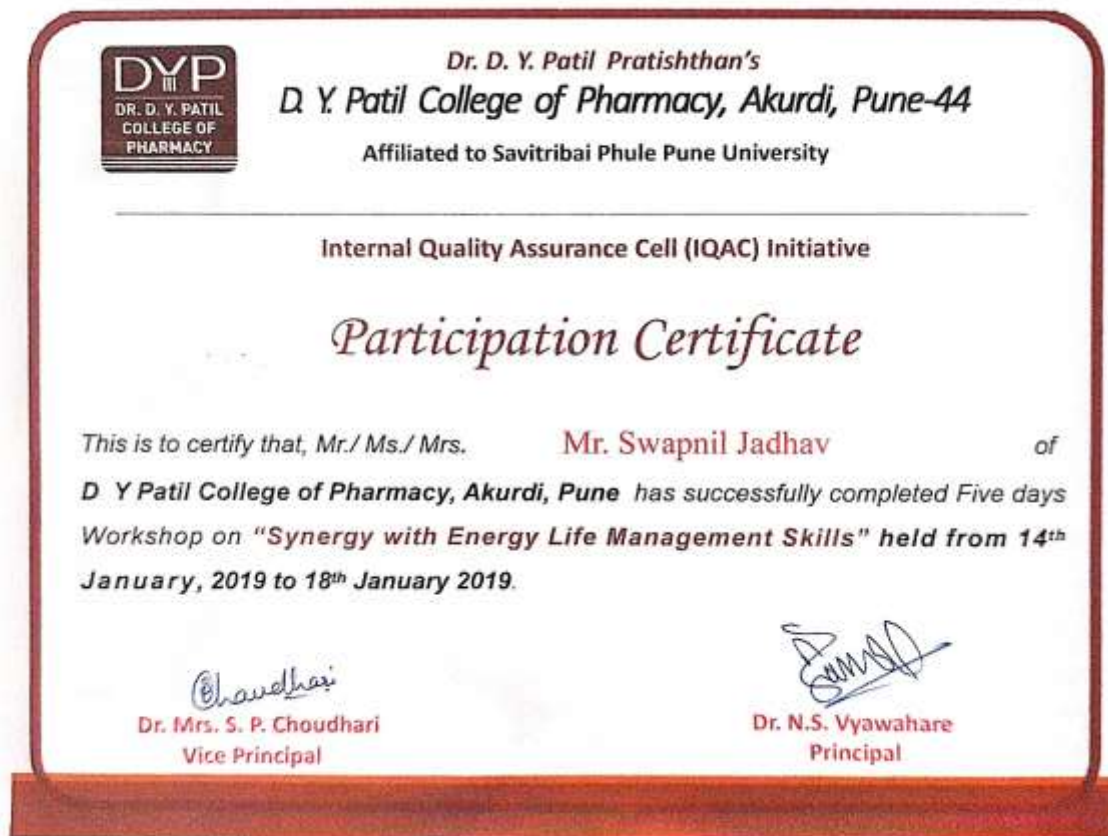 DYP
DR. D. Y. PATIL
COLLEGE OF
PHARMACY
Dr. D. Y. Patil Pratishthan's
D. Y. Patil College of Pharmacy, Akurdi, Pune-44
Affiliated to Savitribai Phule Pune University
Internal Quality Assurance Cell (IQAC) Initiative
Participation Certificate
This is to certify that, Mr./ Ms./ Mrs. Mr. Swapnil Jadhav of
D Y Patil College of Pharmacy, Akurdi, Pune has successfully completed Five days
Workshop on “Synergy with Energy Life Management Skills” held from 14th
January, 2019 to 18th January 2019.
Chaudhari
Dr. Mrs. S. P. Choudhari
Vice Principal
Dr. N.S. Vyawahare
Principal